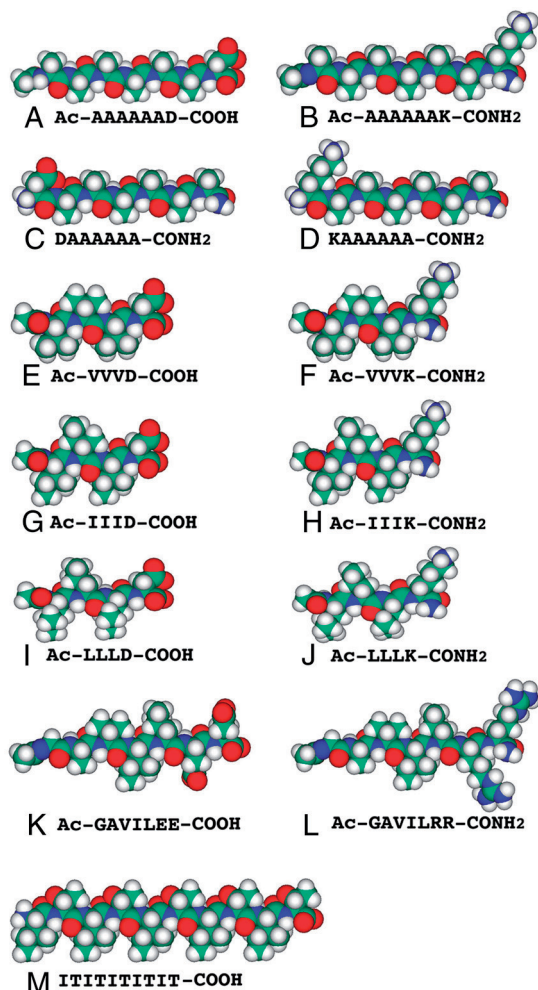 A Ac-AAAAAAD-COOH
B Ac-AAAAAAK-CONH2
C DAAAAAA-CONH2
D KAAAAAA-CONH2
E Ac-VVVD-COOH
F Ac-VVVK-CONH2
G Ac-IIID-COOH
H Ac-IIIK-CONH2
I Ac-LLLD-COOH
J Ac-LLLK-CONH2
K Ac-GAVILEE-COOH
L Ac-GAVILRR-CONH2
M ITITITITIT-COOH